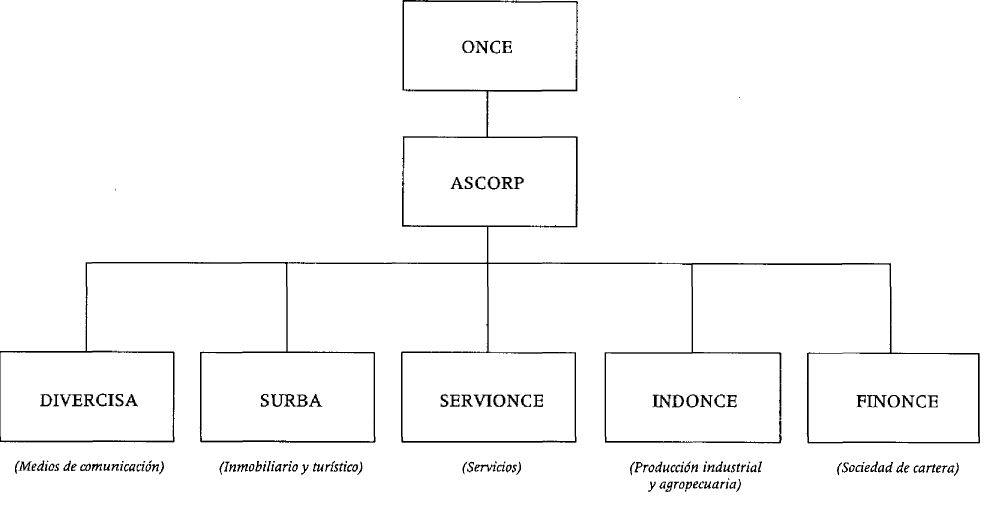 ONCE
ASCORP
DIVERCISA
SURBA
SERVIONCE
INDONCE
FINONCE
(Medios de comunicación)
(Inmobiliario y turístico)
(Servicios)
(Producción industrial
y agropecuaria)
(Sociedad de cartera)